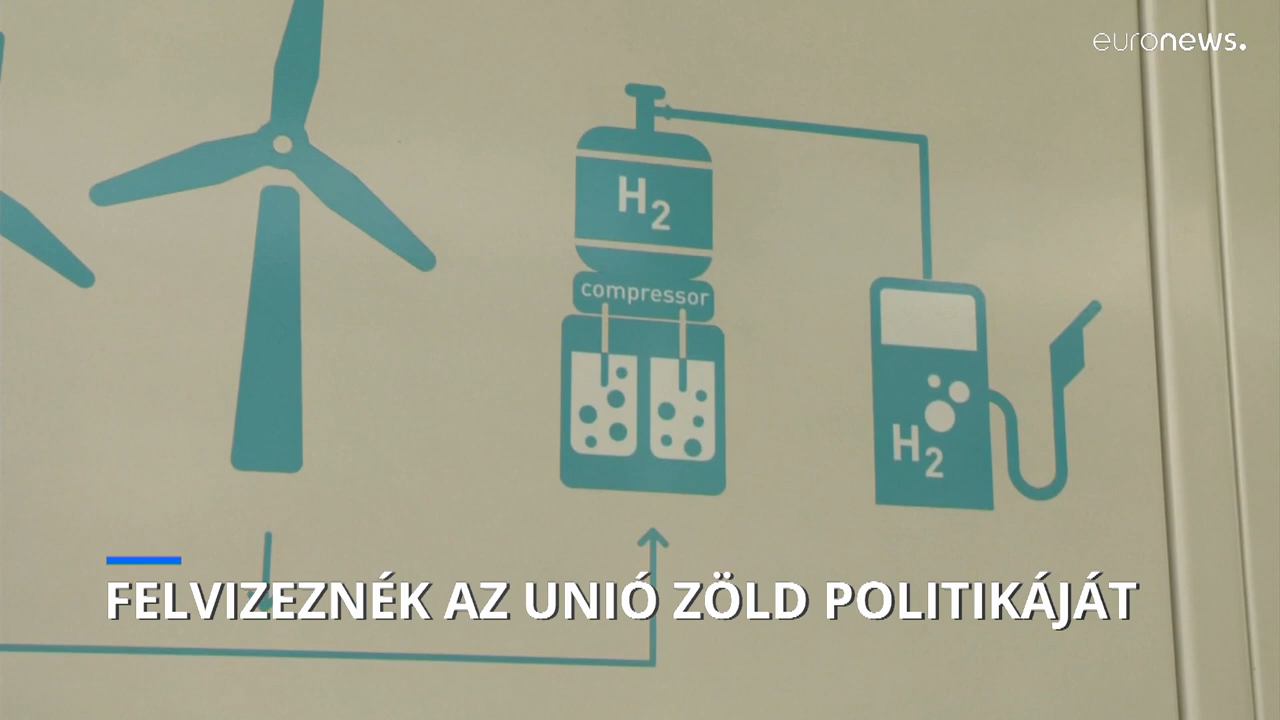 euronews.
H2
compressor
H2
FELVIZEZNÉK AZ UNIÓ ZÖLD POLITIKÁJÁT